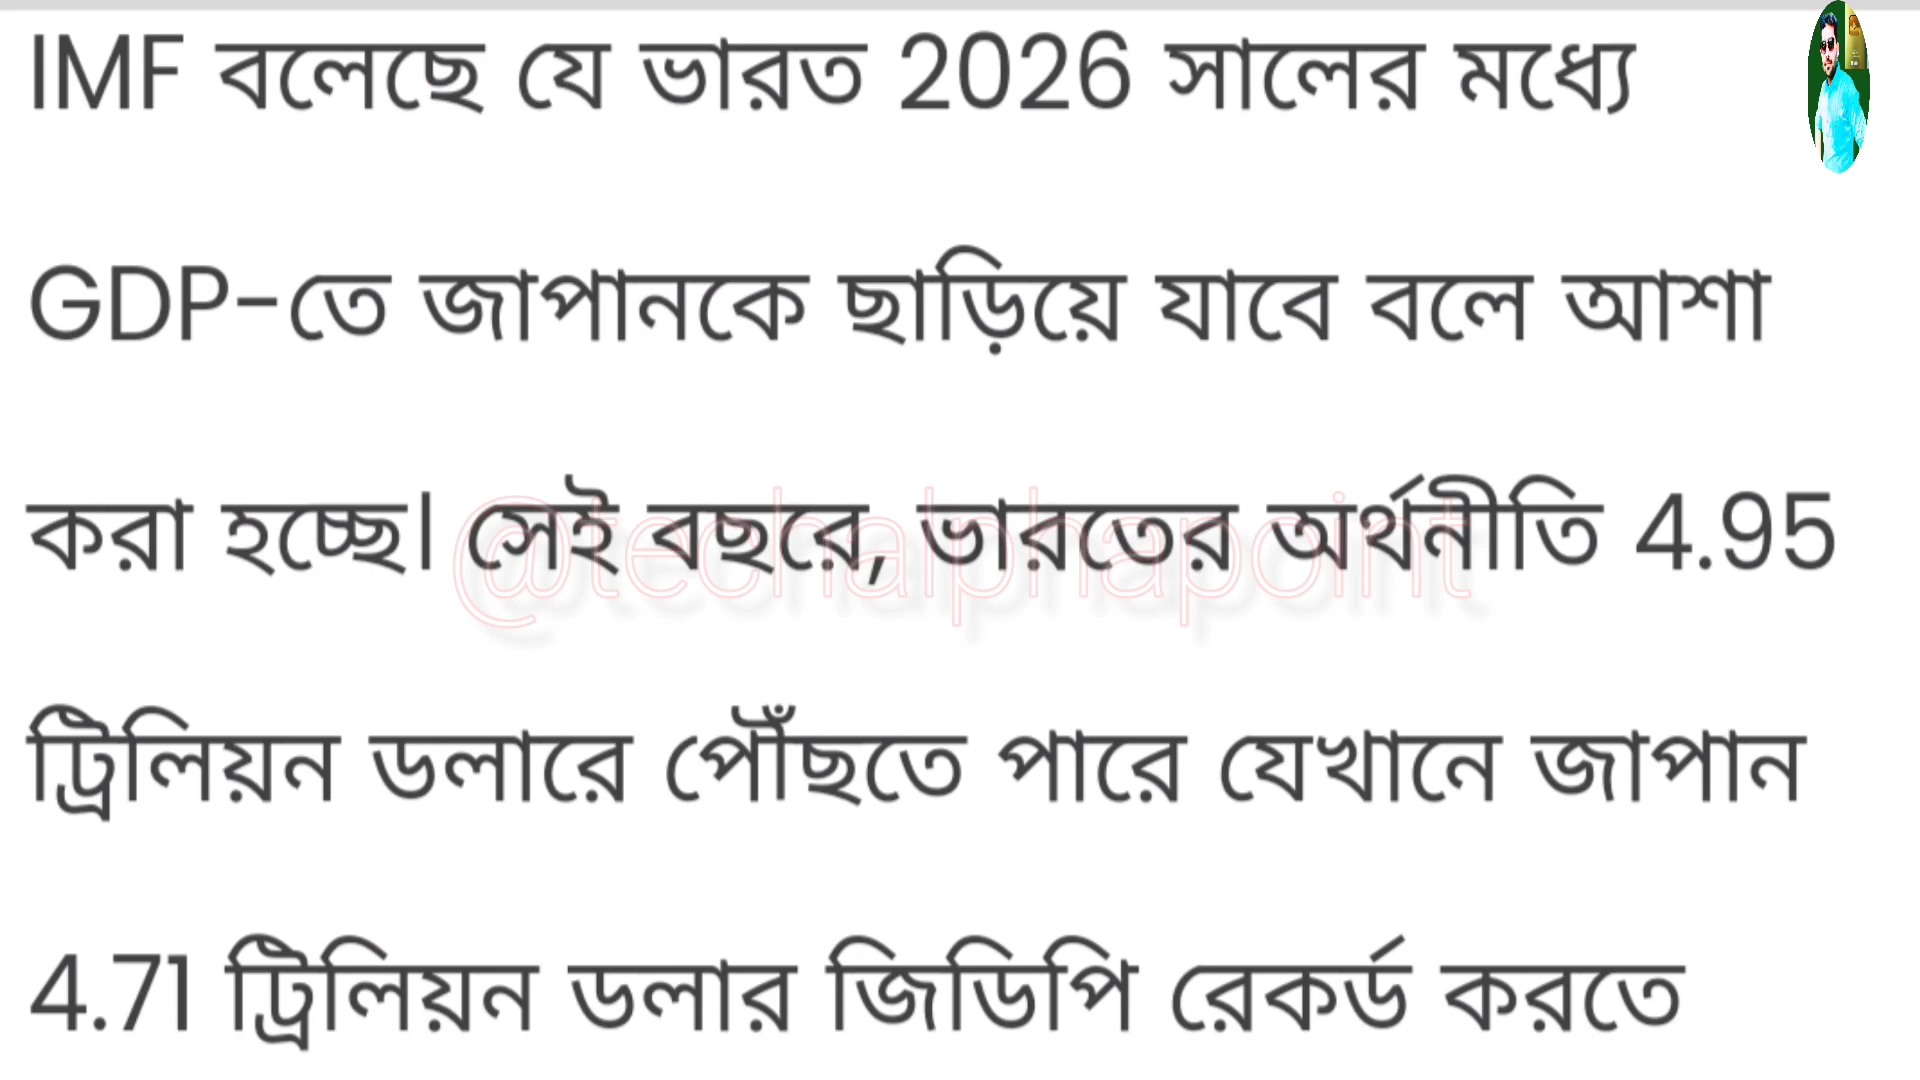 IMF বলেছে যে ভারত 2026 সালের মধ্যে
GDP-তে জাপানকে ছাড়িয়ে যাবে বলে আশা
করা হচ্ছে। সেই বছরে, ভারতের অর্থনীতি 4.95
@techalphapoint
ট্রিলিয়ন ডলারে পৌঁছতে পারে যেখানে জাপান
4.71 ট্রিলিয়ন ডলার জিডিপি রেকর্ড করতে